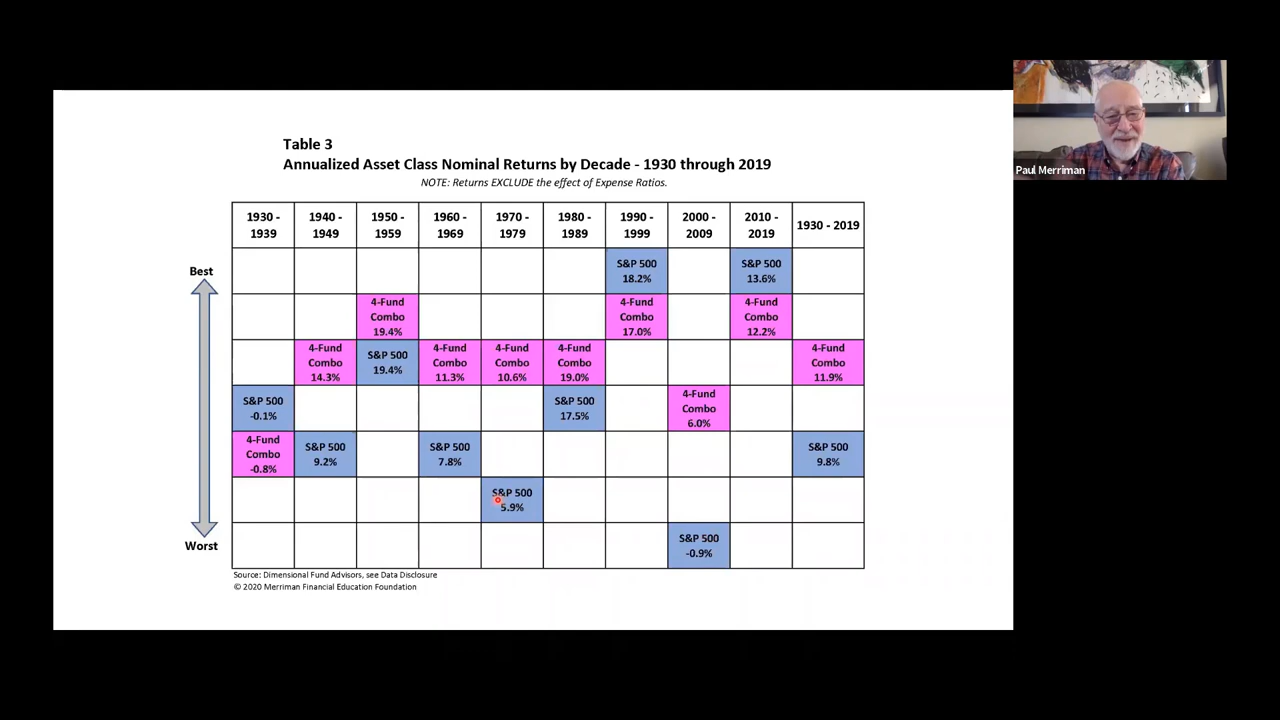 Table 3
Annualized Asset Class Nominal Returns by Decade - 1930 through 2019
NOTE: Returns EXCLUDE the effect of Expense Ratios.
1930 -
1939
1940 -
1949
1950 -
1959
1960 -
1969
1970 -
1979
1980 -
1989
1990 -
1999
2000 -
2009
2010 -
2019
1930 - 2019
Best
S&P 500
18.2%
S&P 500
13.6%
4-Fund
Combo
19.4%
4-Fund
Combo
17.0%
4-Fund
Combo
12.2%
4-Fund
Combo
14.3%
S&P 500
19.4%
4-Fund
Combo
11.3%
4-Fund
Combo
10.6%
4-Fund
Combo
19.0%
4-Fund
Combo
11.9%
S&P 500
-0.1%
S&P 500
17.5%
4-Fund
Combo
6.0%
4-Fund
Combo
-0.8%
S&P 500
9.2%
S&P 500
7.8%
S&P 500
9.8%
S&P 500
5.9%
Worst
S&P 500
-0.9%
Source: Dimensional Fund Advisors, see Data Disclosure
© 2020 Merriman Financial Education Foundation
Paul Merriman